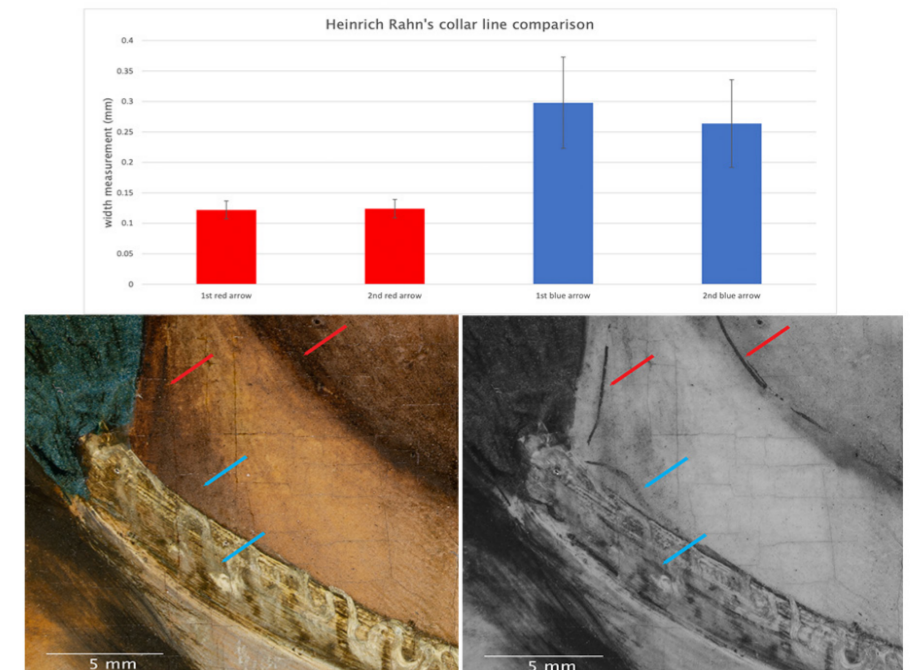 Heinrich Rahn's collar line comparison
0.4
0.35
0.3
0.25
0.2
0.15
0.1
0.05
0
width measurement (mm)
1st red arrow
2nd red arrow
1st blue arrow
2nd blue arrow
5 mm
5 mm